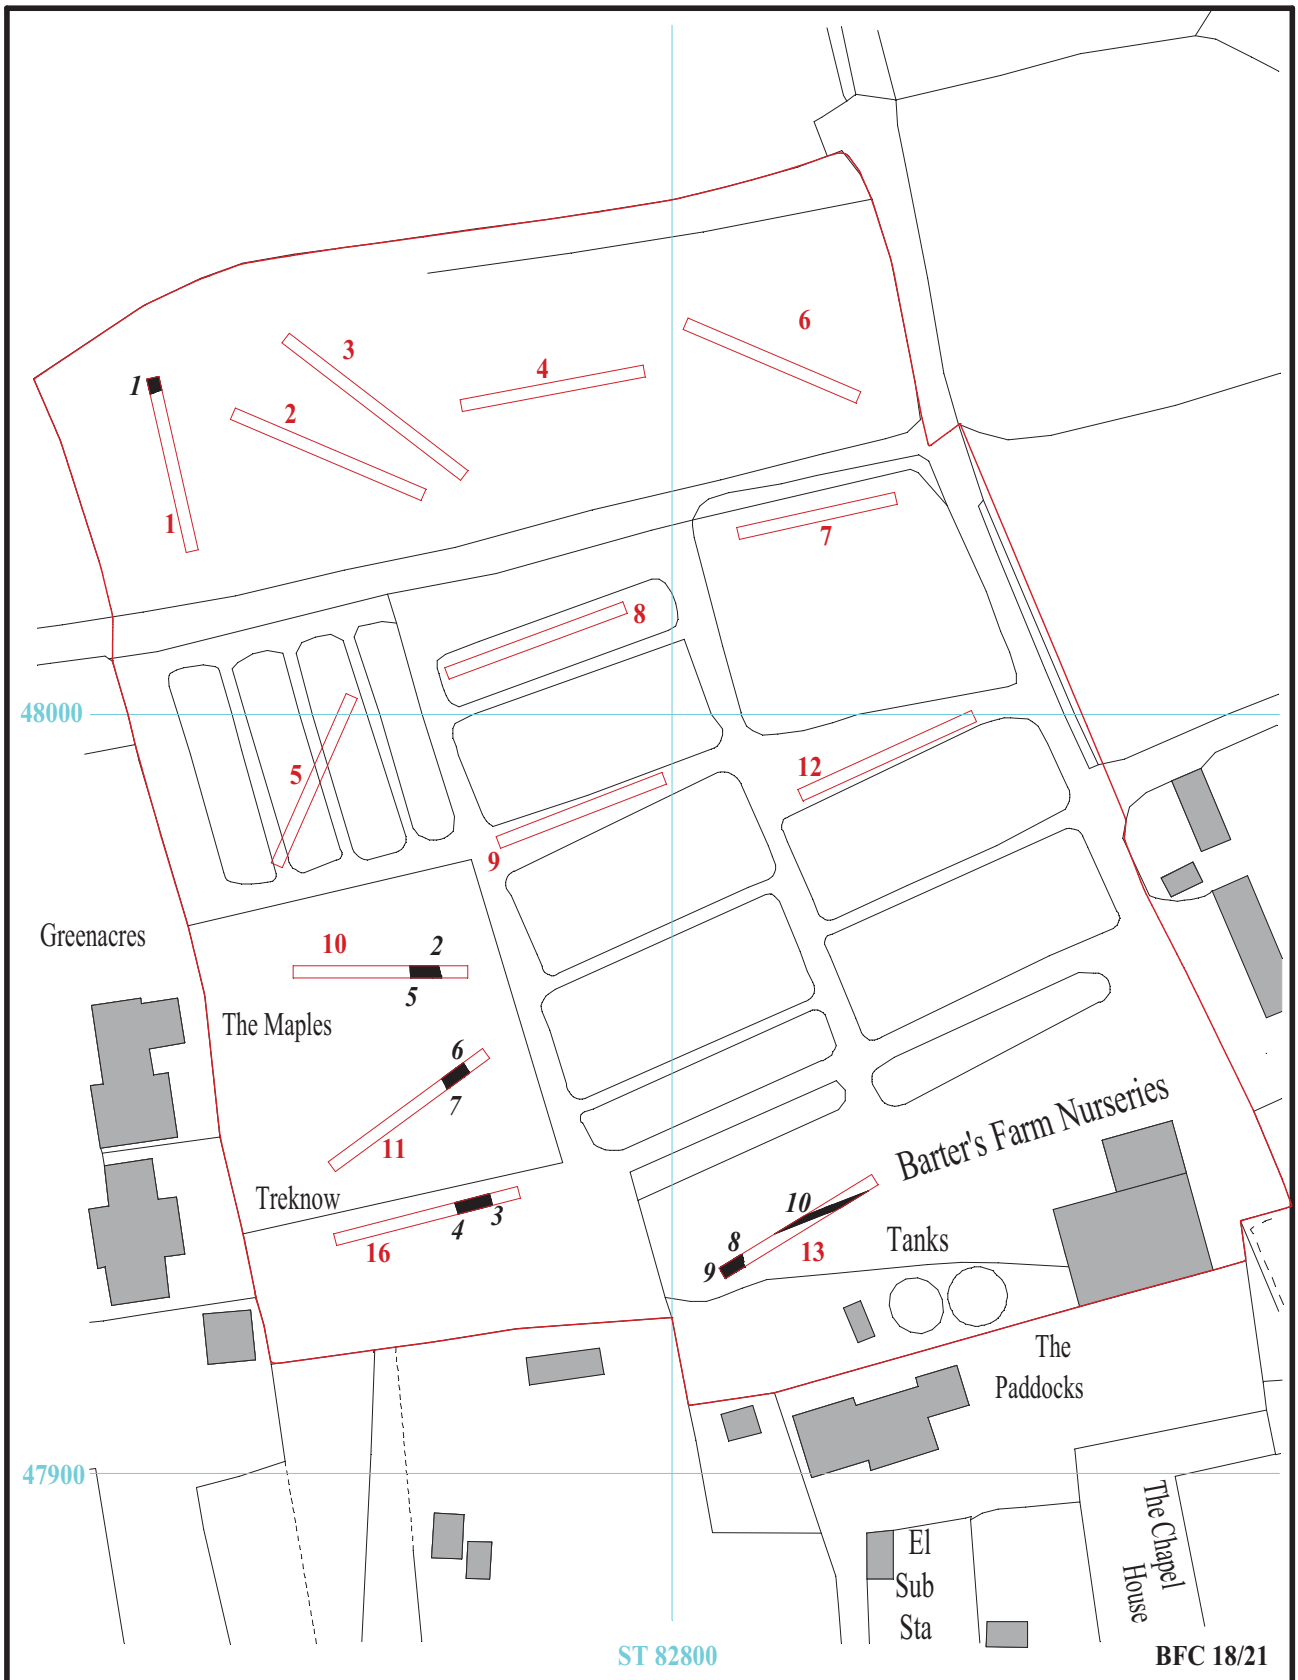 6
3
4
1
2
1
7
8
48000
5
12
9
Greenacres
10
2
5
The Maples
6
7
11
Barter's Farm Nurseries
Treknow
10
3
4
16
8
13
9
Tanks
The
Paddocks
47900
The Chapel
House
El
Sub
Sta
ST 82800
BFC 18/21